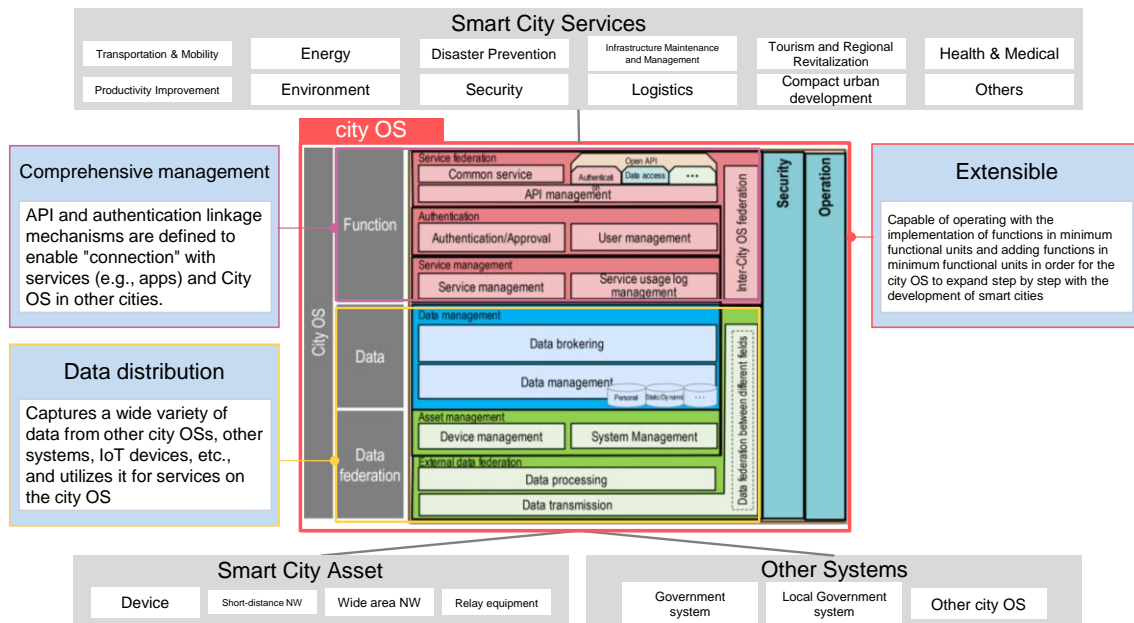 Smart City Services
Transportation & Mobility
Energy
Disaster Prevention
Infrastructure Maintenance
and Management
Tourism and Regional
Revitalization
Health & Medical
Productivity Improvement
Environment
Security
Logistics
Compact urban
development
Others
city OS
Comprehensive management
API and authentication linkage
mechanisms are defined to
enable "connection" with
services (e.g., apps) and City
OS in other cities.
Data distribution
Captures a wide variety of
data from other city OSs, other
systems, IoT devices, etc.,
and utilizes it for services on
the city OS
City OS
Function
Data
Data
federation
Service federation
Common service
Open API
Authenticati
on
Data access
...
API management
Authentication
Authentication/Approval
User management
Service management
Service management
Service usage log
management
Inter-City OS federation
Data management
Data brokering
Data management
Personal
Static/Dynamic
...
Asset management
Device management
System Management
External data federation
Data processing
Data transmission
Data federation between different fields
Security
Operation
Extensible
Capable of operating with the
implementation of functions in minimum
functional units and adding functions in
minimum functional units in order for the
city OS to expand step by step with the
development of smart cities
Smart City Asset
Device
Short-distance NW
Wide area NW
Relay equipment
Other Systems
Government
system
Local Government
system
Other city OS